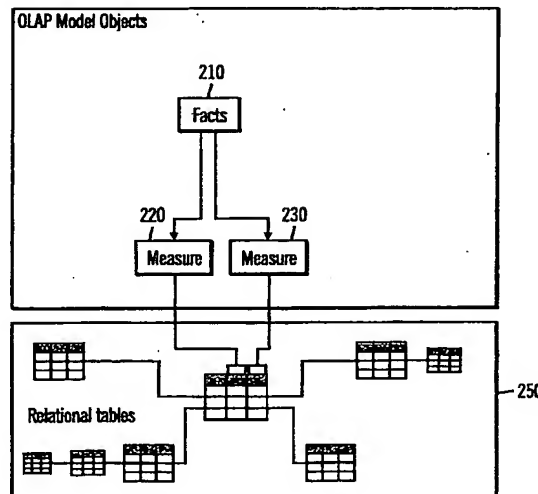 OLAP Model Objects
210
Facts
220
230
Measure
Measure
250
Relational tables